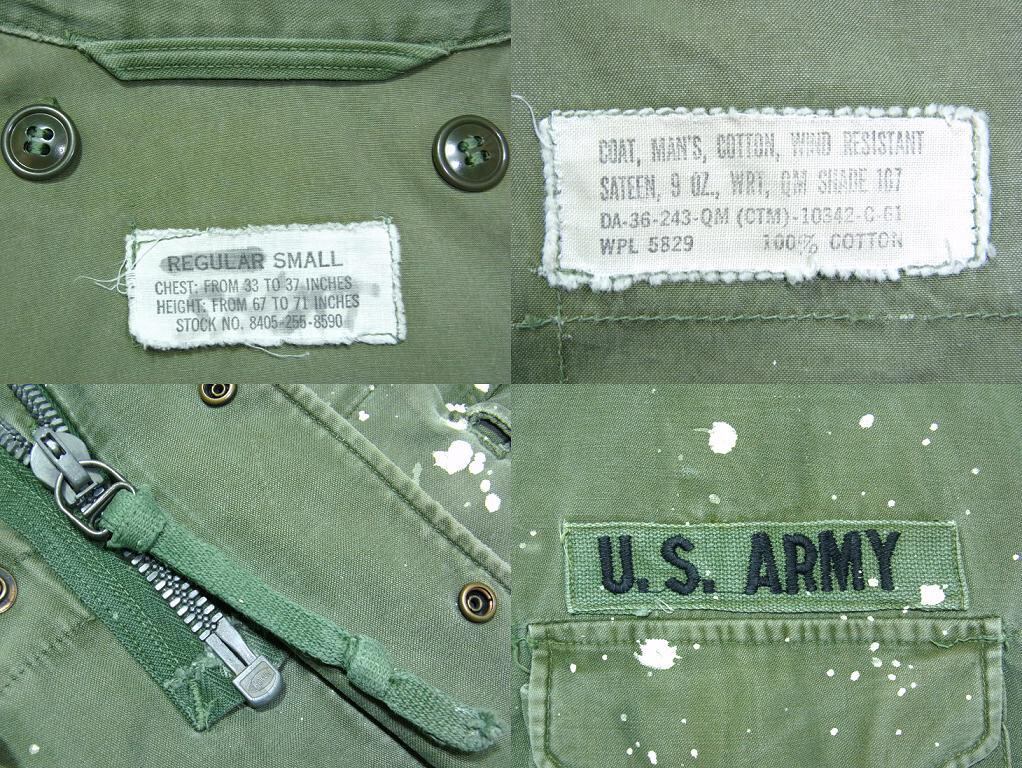 REGULAR SMALL
CHEST: FROM 33 TO 37 INCHES
HEIGHT: FROM 67 TO 71 INCHES
STOCK NO. 8405-255-8590
COAT, MAN'S, COTTON, WIND RESISTANT
SATEEN, 9 OZ., WRT, QM SHADE 107
DA-36-243-QM (CTM)-10342-C-61
WPL 5829 100% COTTON
U.S. ARMY